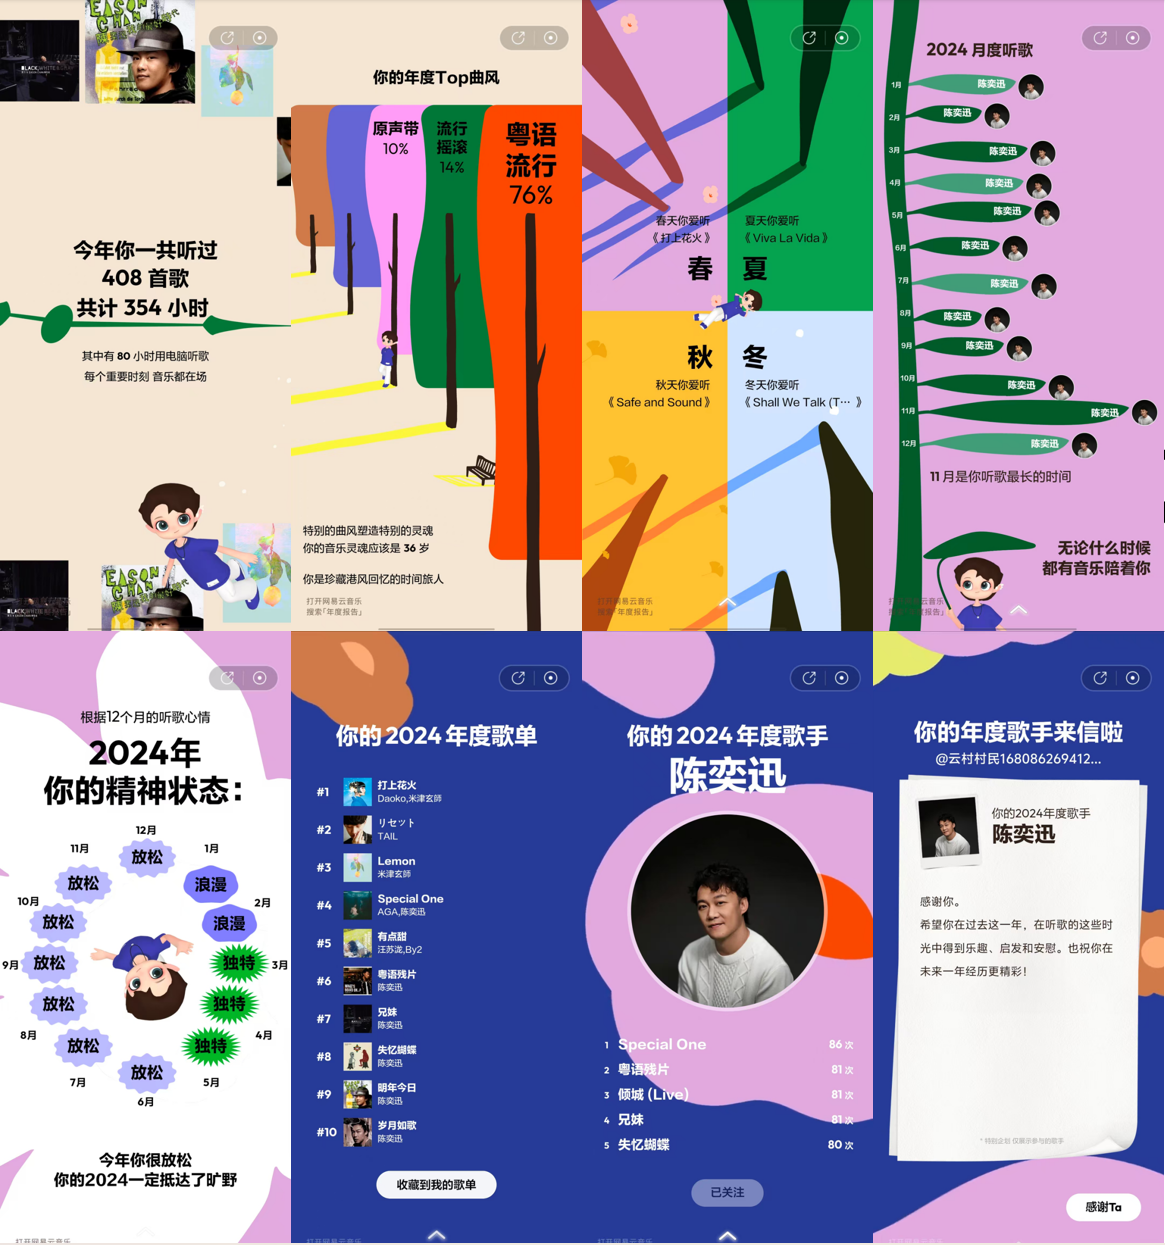 EASON
CHAN
BLACK WHITE
今年你一共听过
408 首歌
共计 354 小时
其中有 80 小时用电脑听歌
每个重要时刻 音乐都在场
EASON
CHAN
BLACK WHITE
你的年度Top曲风
原声带
10%
流行
摇滚
14%
粤语
流行
76%
特别的曲风塑造特别的灵魂
你的音乐灵魂应该是 36 岁
你是珍藏港风回忆的时间旅人
打开网易云音乐
搜索「年度报告」
春天你爱听
《 打上花火 》
春
夏天你爱听
《 Viva La Vida 》
夏
秋
秋天你爱听
《 Safe and Sound 》
冬
冬天你爱听
《 Shall We Talk (T··· 》
打开网易云音乐
搜索「年度报告」
2024 月度听歌
1月 陈奕迅
2月 陈奕迅
3月 陈奕迅
4月 陈奕迅
5月 陈奕迅
6月 陈奕迅
7月 陈奕迅
8月 陈奕迅
9月 陈奕迅
10月 陈奕迅
11月 陈奕迅
12月 陈奕迅
11 月是你听歌最长的时间
无论什么时候
都有音乐陪着你
打开网易云音乐
搜索「年度报告」
根据12个月的听歌心情
2024年
你的精神状态：
12月
放松
1月
浪漫
2月
浪漫
3月
独特
4月
独特
5月
独特
6月
放松
7月
放松
8月
放松
9月
放松
10月
放松
11月
放松
今年你很放松
你的2024一定抵达了旷野
打开网易云音乐
你的 2024 年度歌单
#1 打上花火
Daoko,米津玄師
#2 リセット
TAIL
#3 Lemon
米津玄師
#4 Special One
AGA,陈奕迅
#5 有点甜
汪苏泷,By2
#6 粤语残片
陈奕迅
#7 兄妹
陈奕迅
#8 失忆蝴蝶
陈奕迅
#9 明年今日
陈奕迅
#10 岁月如歌
陈奕迅
收藏到我的歌单
打开网易云音乐
你的 2024 年度歌手
陈奕迅
1 Special One 86 次
2 粤语残片 81 次
3 倾城 (Live) 81 次
4 兄妹 81 次
5 失忆蝴蝶 80 次
已关注
打开网易云音乐
你的年度歌手来信啦
@云村村民168086269412...
你的2024年度歌手
陈奕迅
感谢你。
希望你在过去这一年，在听歌的这些时
光中得到乐趣、启发和安慰。也祝你在
未来一年经历更精彩！
* 特别企划 仅展示参与的歌手
感谢Ta
打开网易云音乐